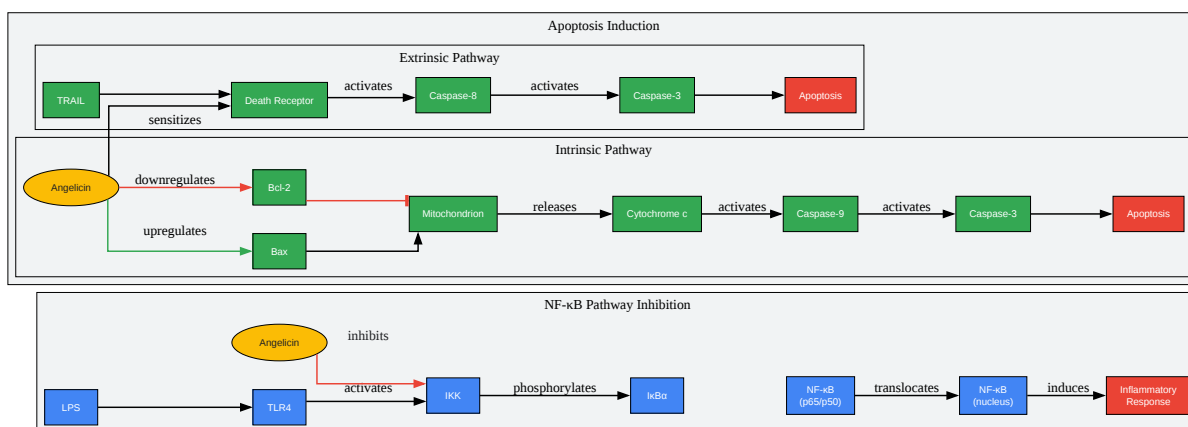 Apoptosis Induction
Extrinsic Pathway
TRAIL
Death Receptor
activates
Caspase-8
activates
Caspase-3
Apoptosis
sensitizes
Intrinsic Pathway
Angelicin
downregulates
Bcl-2
Mitochondrion
releases
Cytochrome c
activates
Caspase-9
activates
Caspase-3
Apoptosis
upregulates
Bax
NF-κB Pathway Inhibition
Angelicin
inhibits
LPS
TLR4
activates
IKK
phosphorylates
IκBα
NF-κB
(p65/p50)
translocates
NF-κB
(nucleus)
induces
Inflammatory
Response